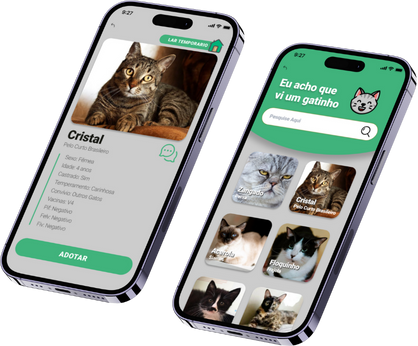 9:27
LAR TEMPORÁRIO
Cristal
Pelo Curto Brasileiro
Sexo: Fêmea
Idade: 4 anos
Castrado: Sim
Temperamento: Carinhosa
Convívio: Outros Gatos
Vacinas: V4
Pif: Negativo
Felv: Negativo
Fiv: Negativo
ADOTAR
9:27
Eu acho que
vi um gatinho
Pesquise Aqui
Zangado
Cristal
Pelo Curto Brasileiro
Acerola
Floquinho